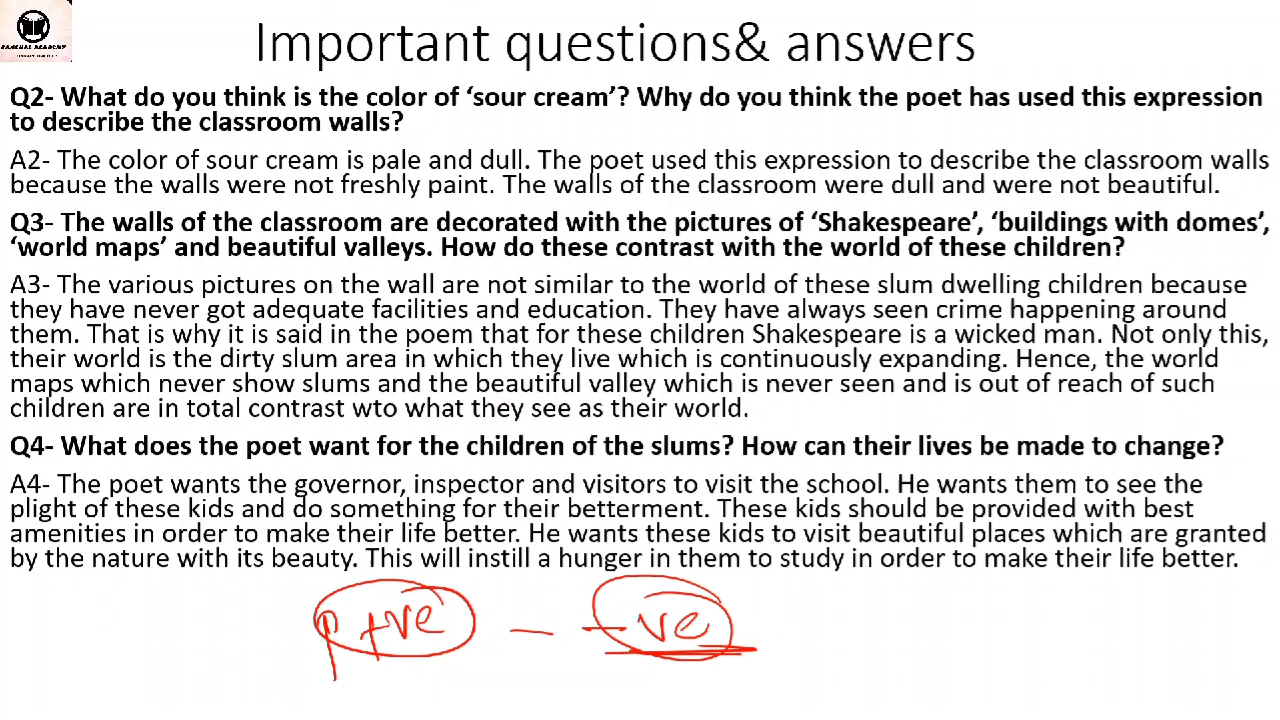 Important questions& answers
Q2- What do you think is the color of ‘sour cream’? Why do you think the poet has used this expression
to describe the classroom walls?
A2- The color of sour cream is pale and dull. The poet used this expression to describe the classroom walls
because the walls were not freshly paint. The walls of the classroom were dull and were not beautiful.
Q3- The walls of the classroom are decorated with the pictures of ‘Shakespeare’, ‘buildings with domes’,
‘world maps’ and beautiful valleys. How do these contrast with the world of these children?
A3- The various pictures on the wall are not similar to the world of these slum dwelling children because
they have never got adequate facilities and education. They have always seen crime happening around
them. That is why it is said in the poem that for these children Shakespeare is a wicked man. Not only this,
their world is the dirty slum area in which they live which is continuously expanding. Hence, the world
maps which never show slums and the beautiful valley which is never seen and is out of reach of such
children are in total contrast wto what they see as their world.
Q4- What does the poet want for the children of the slums? How can their lives be made to change?
A4- The poet wants the governor, inspector and visitors to visit the school. He wants them to see the
plight of these kids and do something for their betterment. These kids should be provided with best
amenities in order to make their life better. He wants these kids to visit beautiful places which are granted
by the nature with its beauty. This will instill a hunger in them to study in order to make their life better.
+ve – -ve